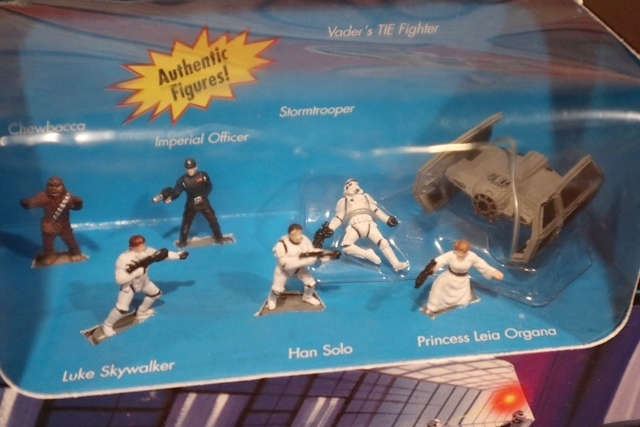 Vader's TIE Fighter
Authentic
Figures!
Stormtrooper
Chewbacca
Imperial Officer
Princess Leia Organa
Han Solo
Luke Skywalker